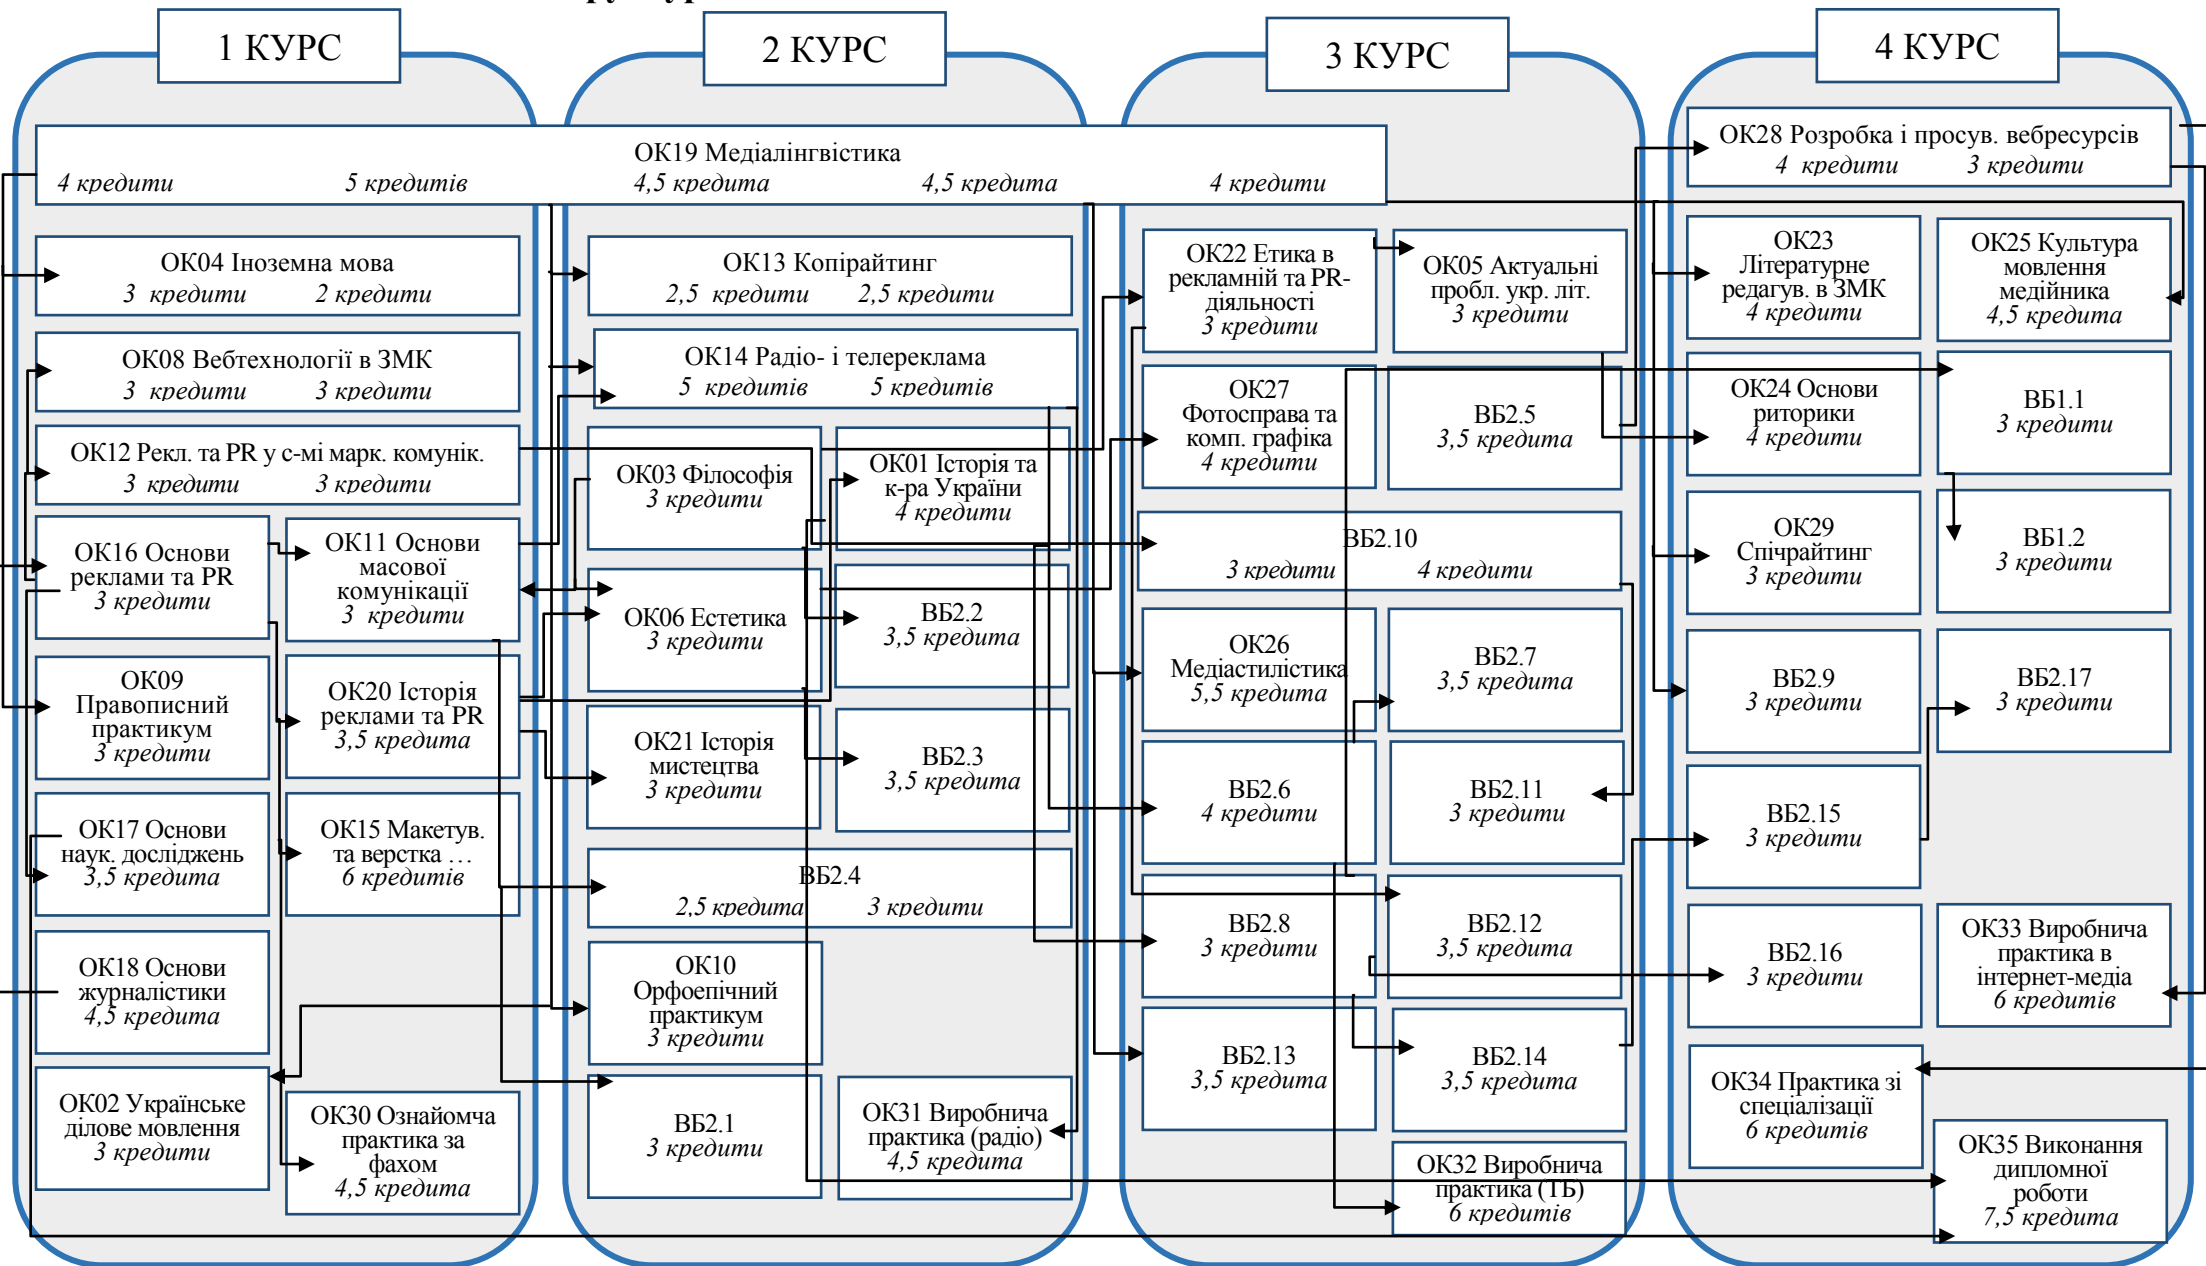 1 КУРС
2 КУРС
3 КУРС
4 КУРС
ОК19 Медіалінгвістика
4 кредити 5 кредитів 4,5 кредита 4,5 кредита 4 кредити
ОК04 Іноземна мова
3 кредити 2 кредити
ОК08 Вебтехнології в ЗМК
3 кредити 3 кредити
ОК12 Рекл. та PR у с-мі марк. комунік.
3 кредити 3 кредити
ОК16 Основи
реклами та PR
3 кредити
ОК11 Основи
масової
комунікації
3 кредити
ОК09
Правописний
практикум
3 кредити
ОК20 Історія
реклами та PR
3,5 кредита
ОК17 Основи
наук. досліджень
3,5 кредита
ОК15 Макетув.
та верстка …
6 кредитів
ОК18 Основи
журналістики
4,5 кредита
ОК02 Українське
ділове мовлення
3 кредити
ОК30 Ознайомча
практика за
фахом
4,5 кредита
ОК13 Копірайтинг
2,5 кредити 2,5 кредити
ОК14 Радіо- і телереклама
5 кредитів 5 кредитів
ОК03 Філософія
3 кредити
ОК01 Історія та
к-ра України
4 кредити
ОК06 Естетика
3 кредити
ВБ2.2
3,5 кредита
ОК21 Історія
мистецтва
3 кредити
ВБ2.3
3,5 кредита
ВБ2.4
2,5 кредита 3 кредити
ОК10
Орфоепічний
практикум
3 кредити
ВБ2.1
3 кредити
ОК31 Виробнича
практика (радіо)
4,5 кредита
ОК22 Етика в
рекламній та PR-
діяльності
3 кредити
ОК05 Актуальні
пробл. укр. літ.
3 кредити
ОК27
Фотосправа та
комп. графіка
4 кредити
ВБ2.5
3,5 кредита
ВБ2.10
3 кредити 4 кредити
ОК26
Медіастилістика
5,5 кредита
ВБ2.7
3,5 кредита
ВБ2.6
4 кредити
ВБ2.11
3 кредити
ВБ2.8
3 кредити
ВБ2.12
3,5 кредита
ВБ2.13
3,5 кредита
ВБ2.14
3,5 кредита
ОК32 Виробнича
практика (ТБ)
6 кредитів
ОК28 Розробка і просув. вебресурсів
4 кредити 3 кредити
ОК23
Літературне
редагув. в ЗМК
4 кредити
ОК25 Культура
мовлення
медійника
4,5 кредита
ОК24 Основи
риторики
4 кредити
ВБ1.1
3 кредити
ОК29
Спічрайтинг
3 кредити
ВБ1.2
3 кредити
ВБ2.9
3 кредити
ВБ2.17
3 кредити
ВБ2.15
3 кредити
ВБ2.16
3 кредити
ОК33 Виробнича
практика в
інтернет-медіа
6 кредитів
ОК34 Практика зі
спеціалізації
6 кредитів
ОК35 Виконання
дипломної
роботи
7,5 кредита